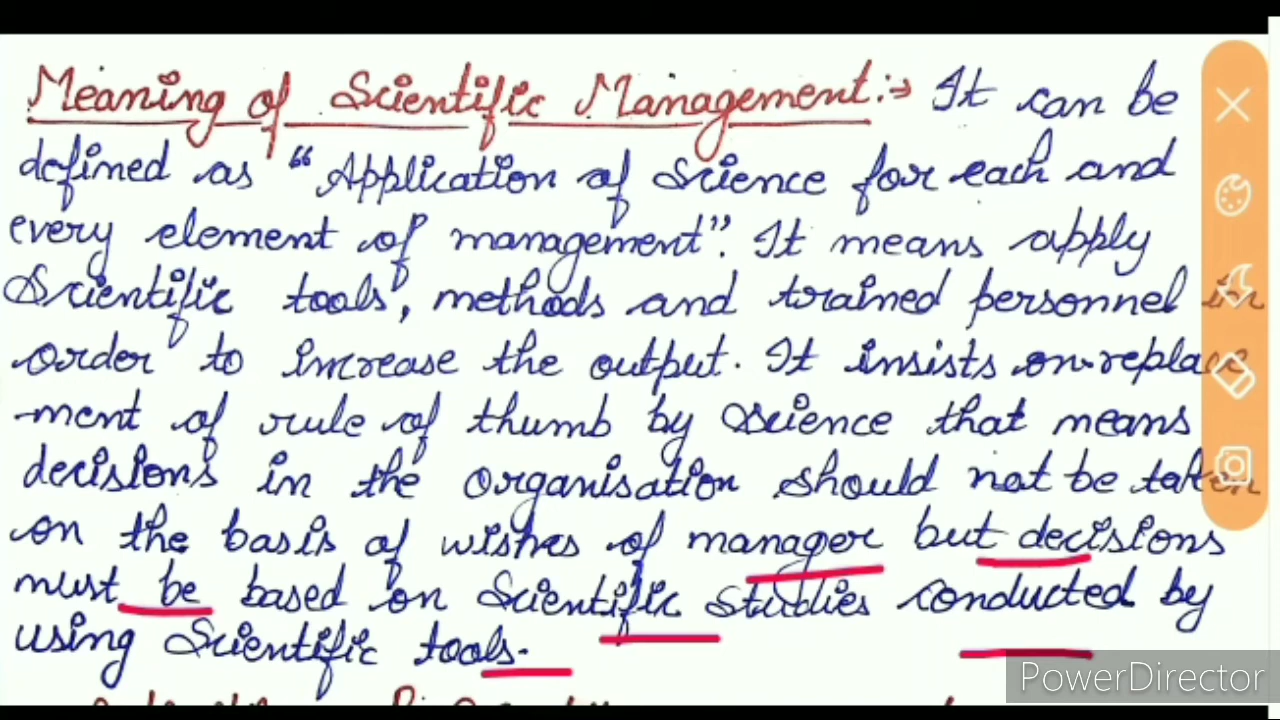 Meaning of Scientific Management:→ It can be
defined as "Application of Science for each and
every element of management". It means apply
Scientific tools, methods and trained personnel in
order to increase the output. It insists on replace
-ment of rule of thumb by science that means
decisions in the organisation should not be taken
on the basis of wishes of manager but decisions
must be based on Scientific Studies conducted by
using Scientific tools.
PowerDirector